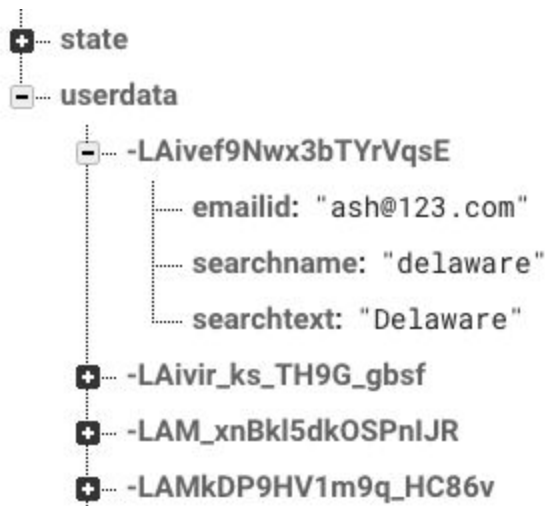 state
userdata
-LAivef9Nwx3bTYrVqsE
emailid: "ash@123.com"
searchname: "delaware"
searchtext: "Delaware"
-LAivir_ks_TH9G_gbsf
-LAM_xnBkl5dkOSPnIJR
-LAMkDP9HV1m9q_HC86v